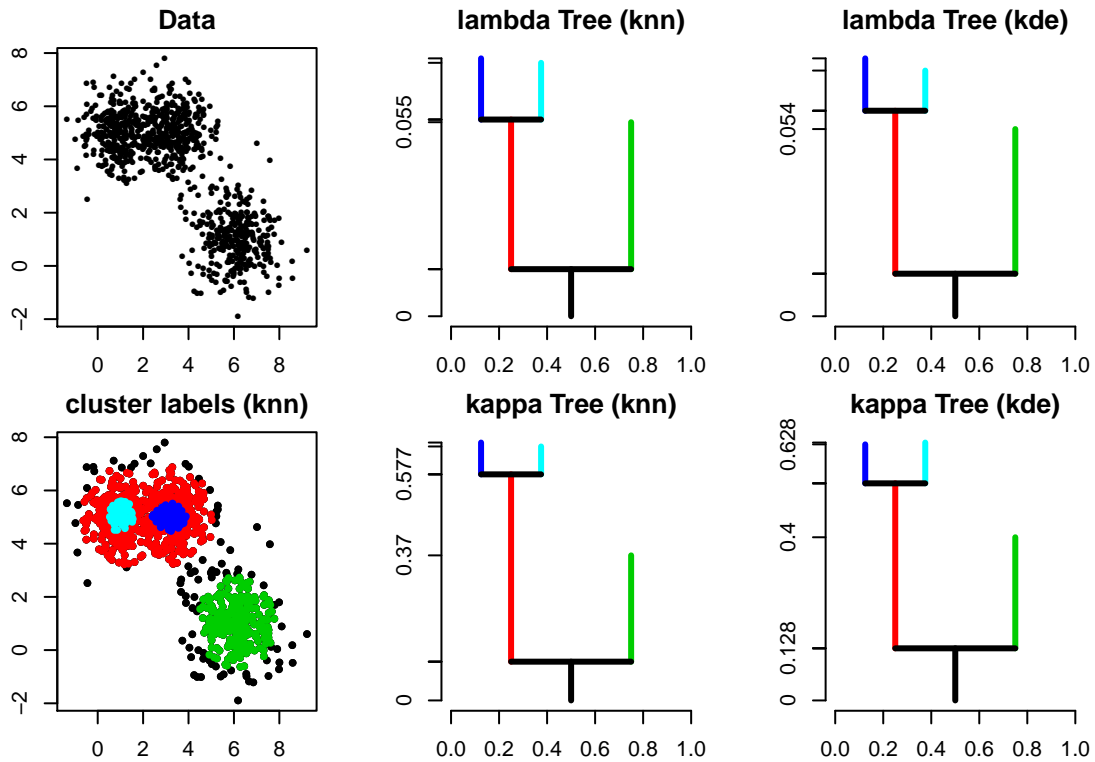 Data
8
6
4
2
0
−2
0 2 4 6 8
lambda Tree (knn)
0.055
0
0.0 0.2 0.4 0.6 0.8 1.0
lambda Tree (kde)
0.054
0
0.0 0.2 0.4 0.6 0.8 1.0
cluster labels (knn)
8
6
4
2
0
−2
0 2 4 6 8
kappa Tree (knn)
0.577
0.37
0
0.0 0.2 0.4 0.6 0.8 1.0
kappa Tree (kde)
0.628
0.4
0.128
0
0.0 0.2 0.4 0.6 0.8 1.0